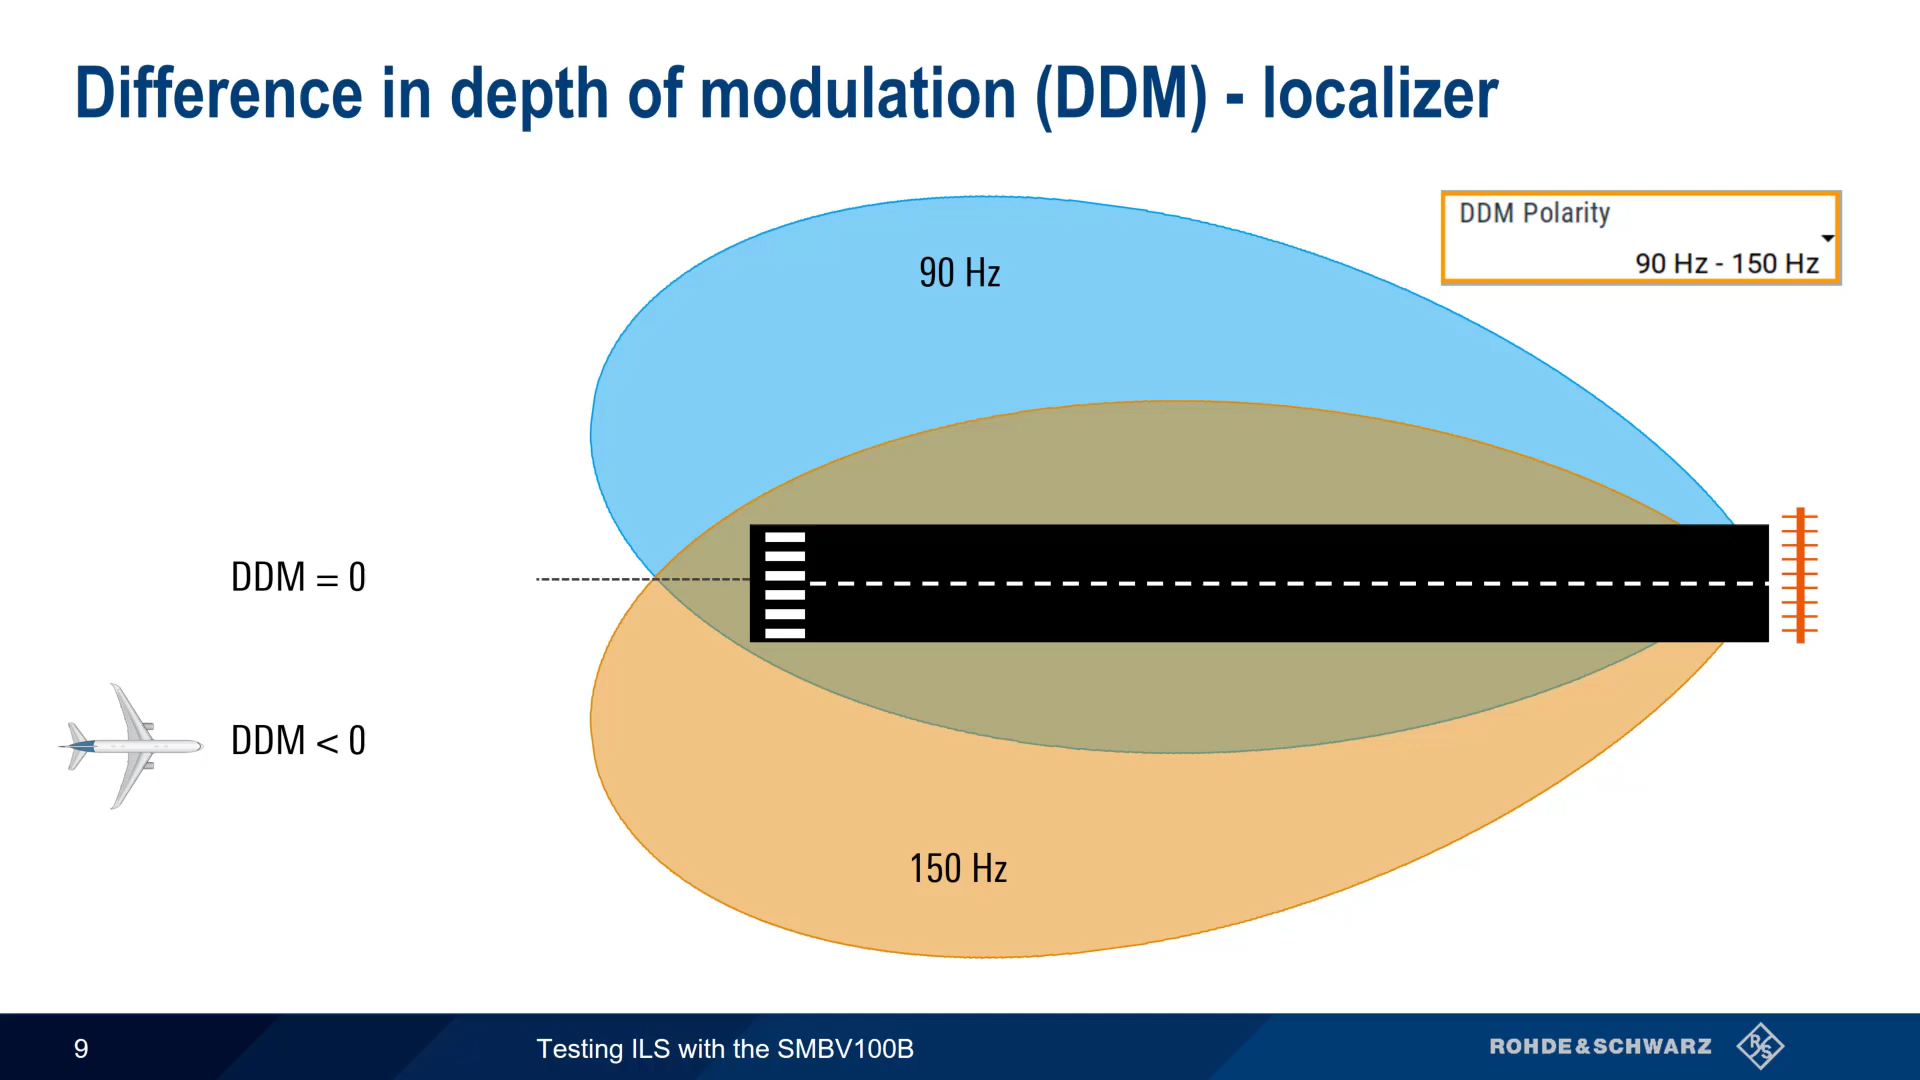 Difference in depth of modulation (DDM) - localizer
DDM Polarity
90 Hz - 150 Hz
90 Hz
DDM = 0
DDM < 0
150 Hz
9
Testing ILS with the SMBV100B
ROHDE&SCHWARZ
R&S